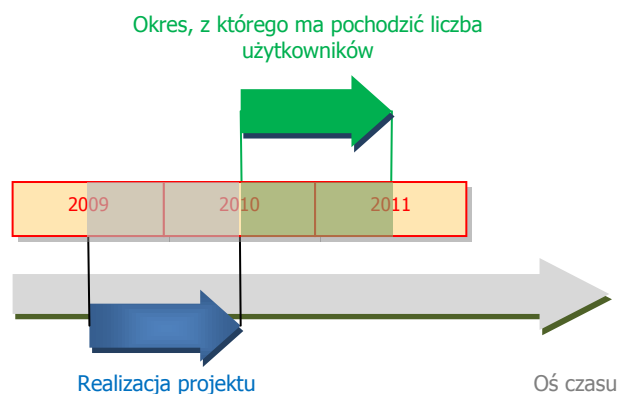 Okres, z którego ma pochodzić liczba
użytkowników
2009 2010 2011
Realizacja projektu Oś czasu